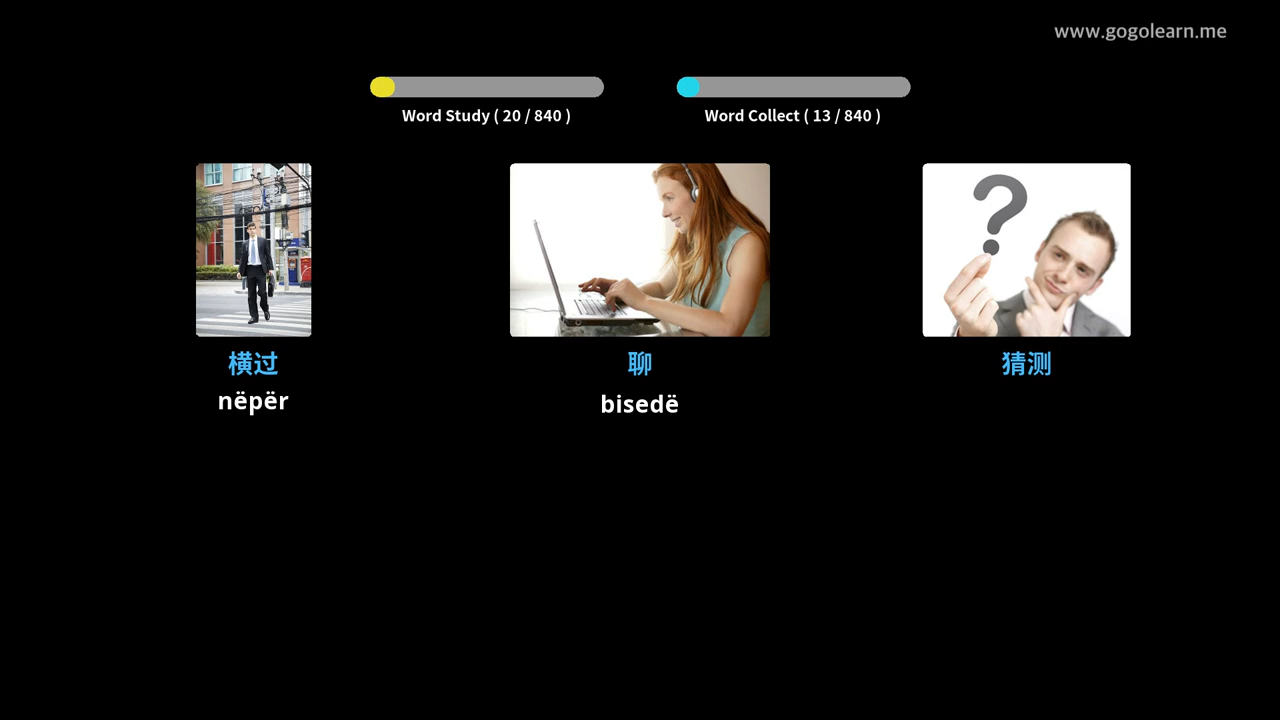 www.gogolearn.me
Word Study ( 20 / 840 )
Word Collect ( 13 / 840 )
横过
聊
猜测
nëpër
bisedë